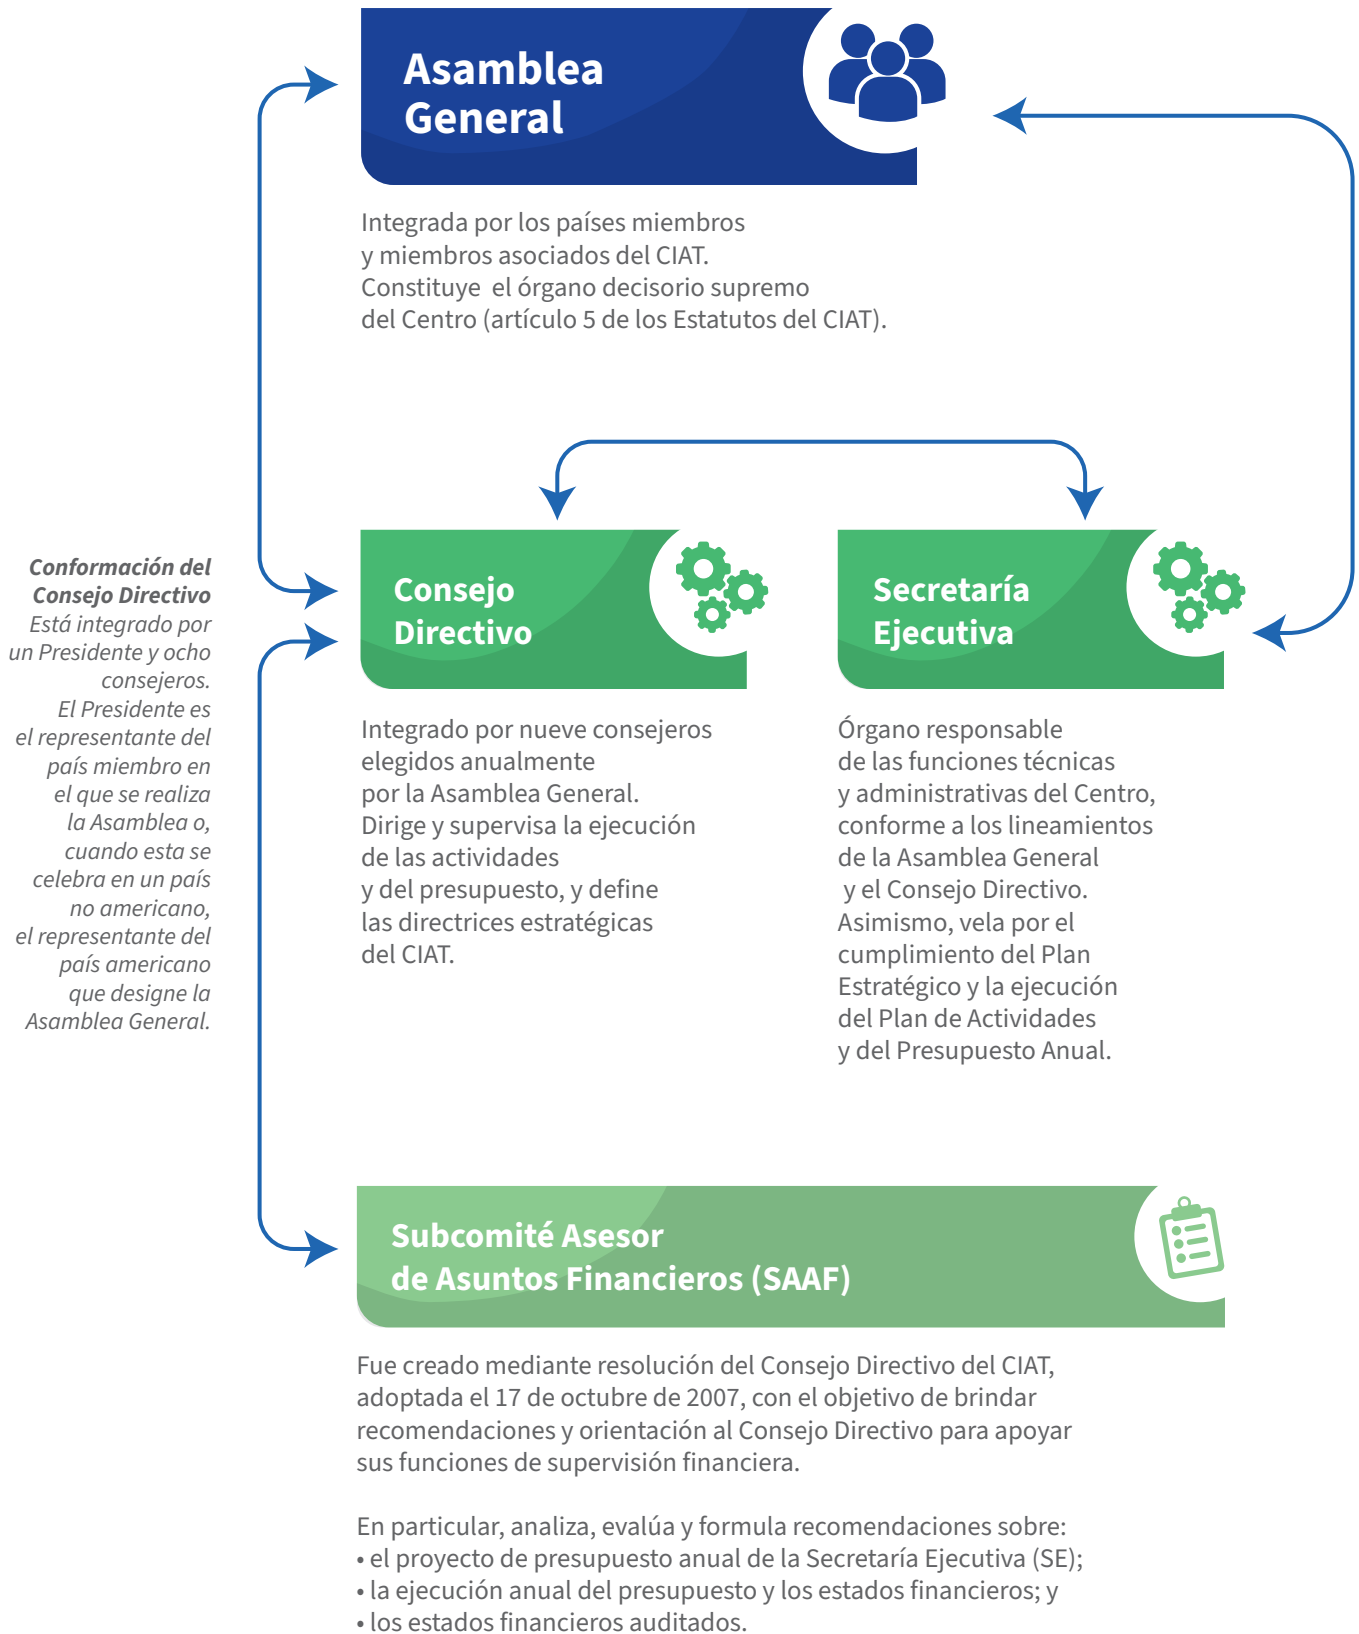 Asamblea
General
Integrada por los países miembros
y miembros asociados del CIAT.
Constituye el órgano decisorio supremo
del Centro (artículo 5 de los Estatutos del CIAT).
Conformación del
Consejo Directivo
Está integrado por
un Presidente y ocho
consejeros.
El Presidente es
el representante del
país miembro en
el que se realiza
la Asamblea o,
cuando esta se
celebra en un país
no americano,
el representante del
país americano
que designe la
Asamblea General.
Consejo
Directivo
Integrado por nueve consejeros
elegidos anualmente
por la Asamblea General.
Dirige y supervisa la ejecución
de las actividades
y del presupuesto, y define
las directrices estratégicas
del CIAT.
Secretaría
Ejecutiva
Órgano responsable
de las funciones técnicas
y administrativas del Centro,
conforme a los lineamientos
de la Asamblea General
y el Consejo Directivo.
Asimismo, vela por el
cumplimiento del Plan
Estratégico y la ejecución
del Plan de Actividades
y del Presupuesto Anual.
Subcomité Asesor
de Asuntos Financieros (SAAF)
Fue creado mediante resolución del Consejo Directivo del CIAT,
adoptada el 17 de octubre de 2007, con el objetivo de brindar
recomendaciones y orientación al Consejo Directivo para apoyar
sus funciones de supervisión financiera.
En particular, analiza, evalúa y formula recomendaciones sobre:
• el proyecto de presupuesto anual de la Secretaría Ejecutiva (SE);
• la ejecución anual del presupuesto y los estados financieros; y
• los estados financieros auditados.